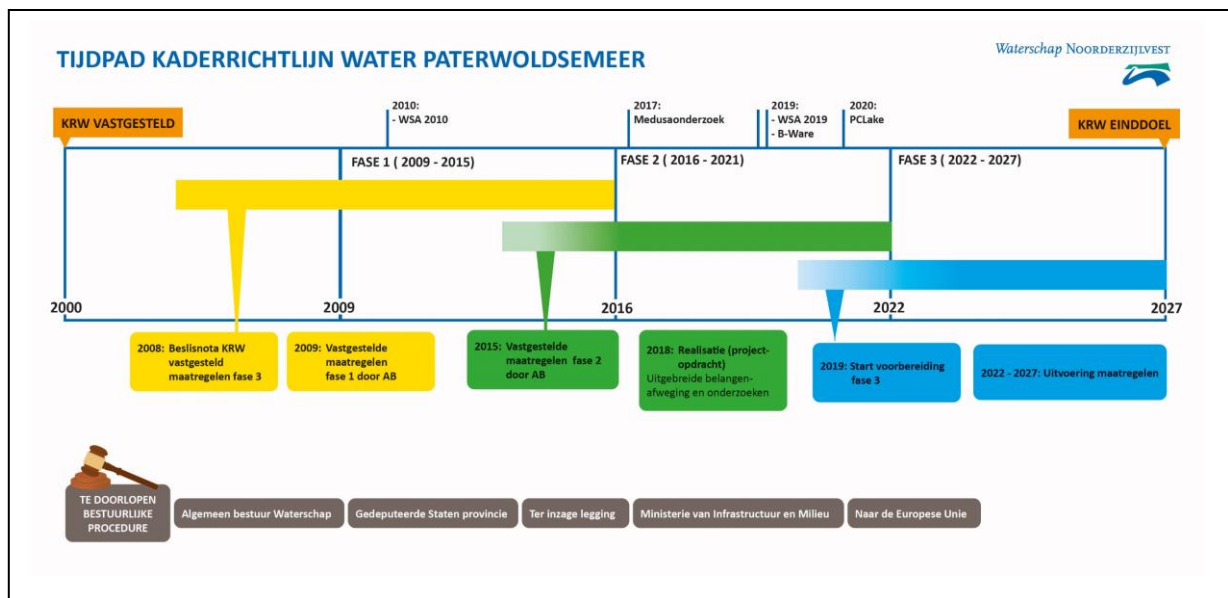 TIJDPAD KADERRICHTLIJN WATER PATERWOLDSEMEER
Waterschap NOORDERZIJLVEST
KRW VASTGESTELD
2010:
- WSA 2010
2017:
Medusaonderzoek
2019:
- WSA 2019
- B-Ware
2020:
PCLake
KRW EINDDOEL
FASE 1 ( 2009 - 2015)
FASE 2 ( 2016 - 2021)
FASE 3 ( 2022 - 2027)
2000
2009
2016
2022
2027
2008: Beslisnota KRW
vastgesteld
maatregelen fase 3
2009: Vastgestelde
maatregelen
fase 1 door AB
2015: Vastgestelde
maatregelen fase 2
door AB
2018: Realisatie (project-
opdracht)
Uitgebreide belangen-
afweging en onderzoeken
2019: Start voorbereiding
fase 3
2022 - 2027: Uitvoering maatregelen
TE DOORLOPEN
BESTUURLIJKE
PROCEDURE
Algemeen bestuur Waterschap
Gedeputeerde Staten provincie
Ter inzage legging
Ministerie van Infrastructuur en Milieu
Naar de Europese Unie